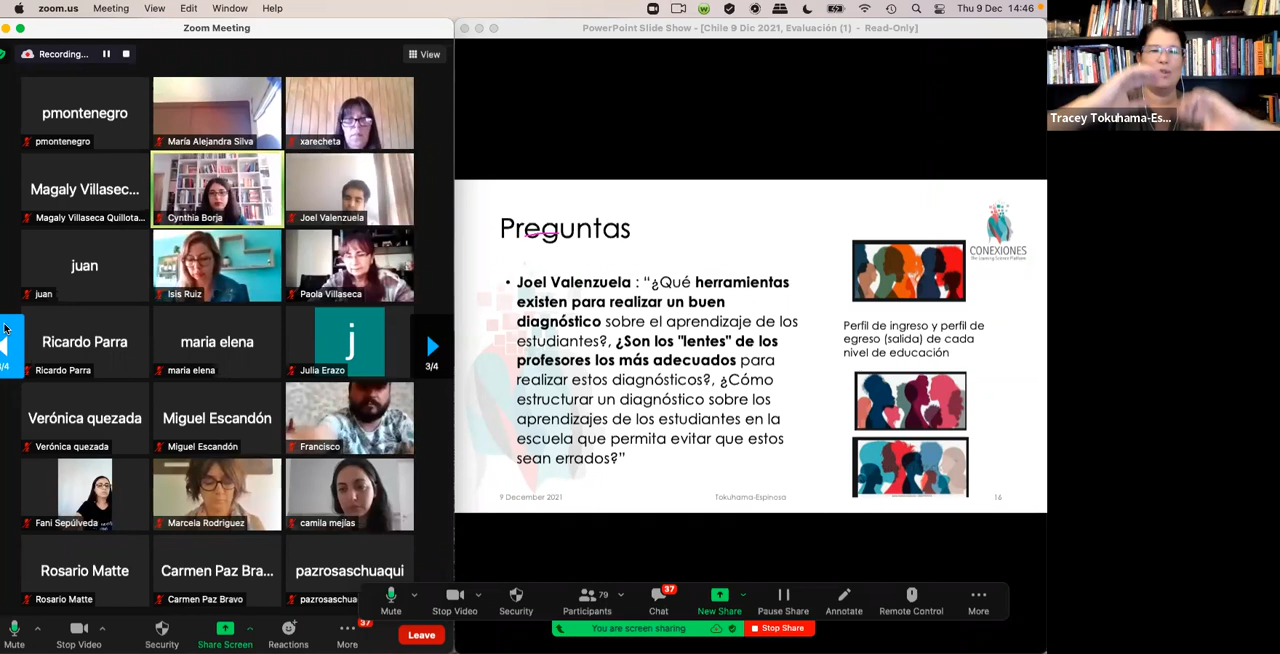 zoom.us Meeting View Edit Window Help
Thu 9 Dec 14:46
Zoom Meeting
Recording...
View
pmontenegro
pmontenegro
María Alejandra Silva
xarecheta
Magaly Villasec...
Magaly Villaseca Quillota...
Cynthia Borja
Joel Valenzuela
juan
juan
Isis Ruiz
Paola Villaseca
Ricardo Parra
Ricardo Parra
maria elena
maria elena
j
Julia Erazo
3/4
3/4
Verónica quezada
Verónica quezada
Miguel Escandón
Miguel Escandón
Francisco
Fani Sepúlveda
Marcela Rodriguez
camila mejías
Rosario Matte
Rosario Matte
Carmen Paz Bra...
Carmen Paz Bravo
pazrosaschuaqui
pazrosaschua
Mute
Stop Video
Security
Share Screen
Reactions
More
37
Leave
PowerPoint Slide Show - [Chile 9 Dic 2021, Evaluación (1) - Read-Only]
Preguntas
CONEXIONES
The Learning Science Platform
• Joel Valenzuela : “¿Qué herramientas
existen para realizar un buen
diagnóstico sobre el aprendizaje de los
estudiantes?, ¿Son los "lentes" de los
profesores los más adecuados para
realizar estos diagnósticos?, ¿Cómo
estructurar un diagnóstico sobre los
aprendizajes de los estudiantes en la
escuela que permita evitar que estos
sean errados?”
Perfil de ingreso y perfil de
egreso (salida) de cada
nivel de educación
9 December 2021
Tokuhama-Espinosa
16
Mute
Stop Video
Security
79
Participants
37
Chat
New Share
Pause Share
Annotate
Remote Control
More
You are screen sharing
Stop Share
Tracey Tokuhama-Es...